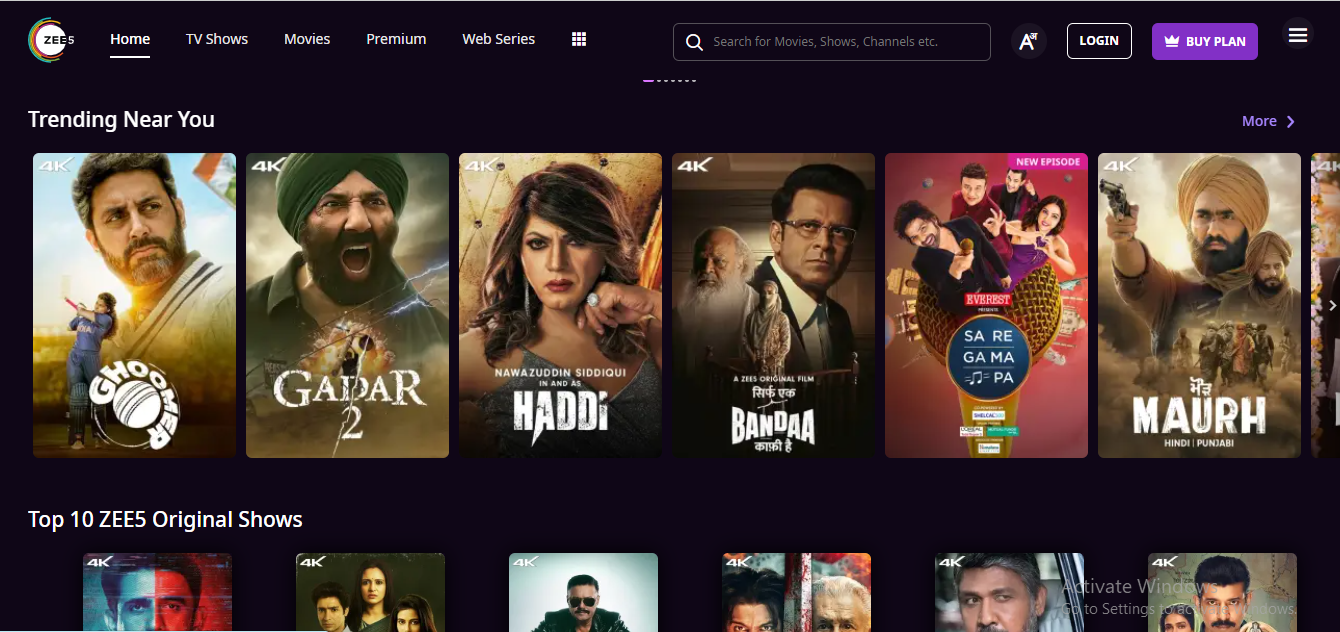 ZEE5
Home
TV Shows
Movies
Premium
Web Series
Search for Movies, Shows, Channels etc.
LOGIN
BUY PLAN
Trending Near You
More
4K
GHOOMER
INDIA
4K
GADAR
2
4K
NAWAZUDDIN SIDDIQUI
IN AND AS
HADDI
4K
A ZEE5 ORIGINAL FILM
सिर्फ एक
BANDAA
काफ़ी है
NEW EPISODE
EVEREST
PRESENTS
SA RE
GA MA
PA
4K
ਮੌੜ
MAURH
HINDI | PUNJABI
4K
Top 10 ZEE5 Original Shows
4K
4K
4K
4K
4K
4K
Activate Windows
Go to Settings to activate Windows.